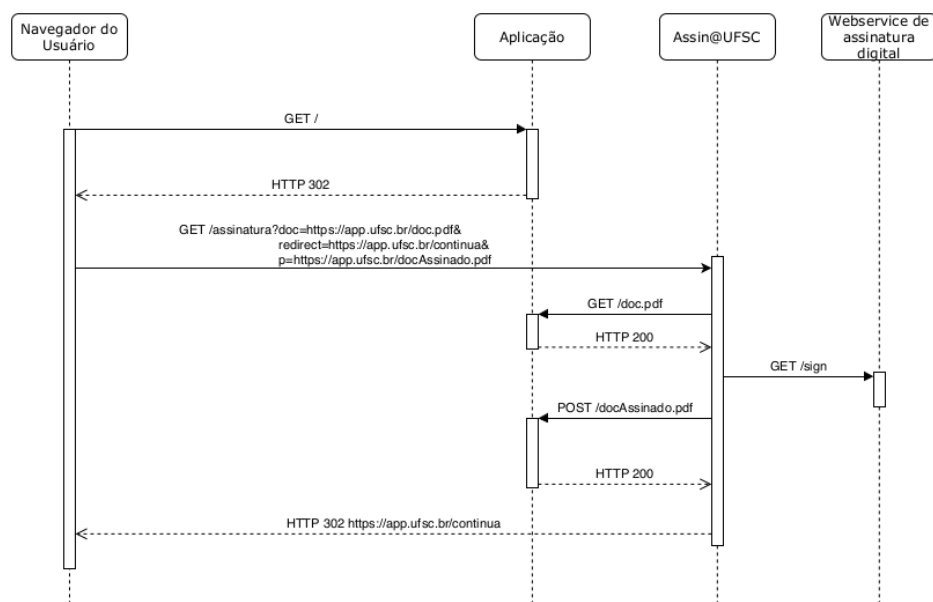 Navegador do
Usuário
Aplicação
Assin@UFSC
Webservice de
assinatura
digital
GET /
HTTP 302
GET /assinatura?doc=https://app.ufsc.br/doc.pdf&
redirect=https://app.ufsc.br/continua&
p=https://app.ufsc.br/docAssinado.pdf
GET /doc.pdf
HTTP 200
GET /sign
POST /docAssinado.pdf
HTTP 200
HTTP 302 https://app.ufsc.br/continua